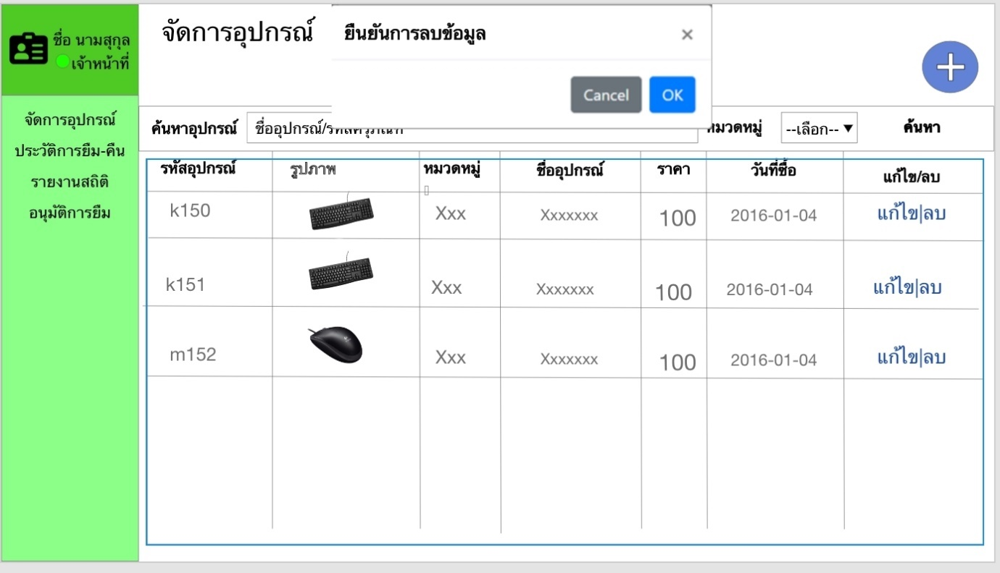 ชื่อ นามสุกุล
เจ้าหน้าที่
จัดการอุปกรณ์
ประวัติการยืม-คืน
รายงานสถิติ
อนุมัติการยืม
จัดการอุปกรณ์
ยืนยันการลบข้อมูล ×
Cancel OK
ค้นหาอุปกรณ์ ชื่ออุปกรณ์/รหัสครุภัณฑ์ หมวดหมู่ --เลือก-- ค้นหา
รหัสอุปกรณ์ รูปภาพ หมวดหมู่ ชื่ออุปกรณ์ ราคา วันที่ซื้อ แก้ไข/ลบ
k150 Xxx Xxxxxxx 100 2016-01-04 แก้ไข|ลบ
k151 Xxx Xxxxxxx 100 2016-01-04 แก้ไข|ลบ
m152 Xxx Xxxxxxx 100 2016-01-04 แก้ไข|ลบ